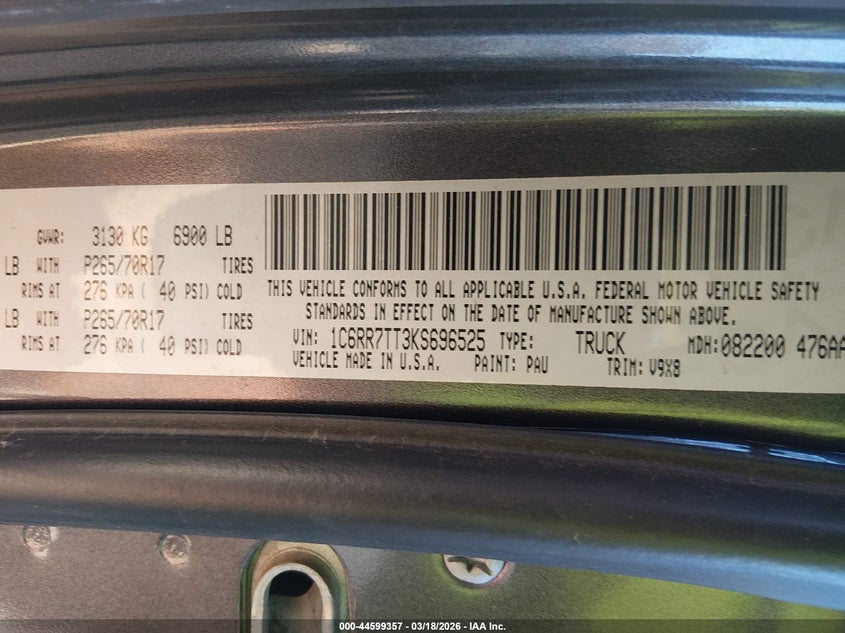 GVWR: 3130 KG 6900 LB
LB WITH P265/70R17 TIRES
RIMS AT 276 KPA ( 40 PSI) COLD
LB WITH P265/70R17 TIRES
RIMS AT 276 KPA ( 40 PSI) COLD
THIS VEHICLE CONFORMS TO ALL APPLICABLE U.S.A. FEDERAL MOTOR VEHICLE SAFETY
STANDARDS IN EFFECT ON THE DATE OF MANUFACTURE SHOWN ABOVE.
VIN: 1C6RR7TT3KS696525 TYPE: TRUCK MDH:082200 476AA
VEHICLE MADE IN U.S.A. PAINT: PAU TRIM: V9X8
000-44599357 - 03/18/2026 - IAA Inc.